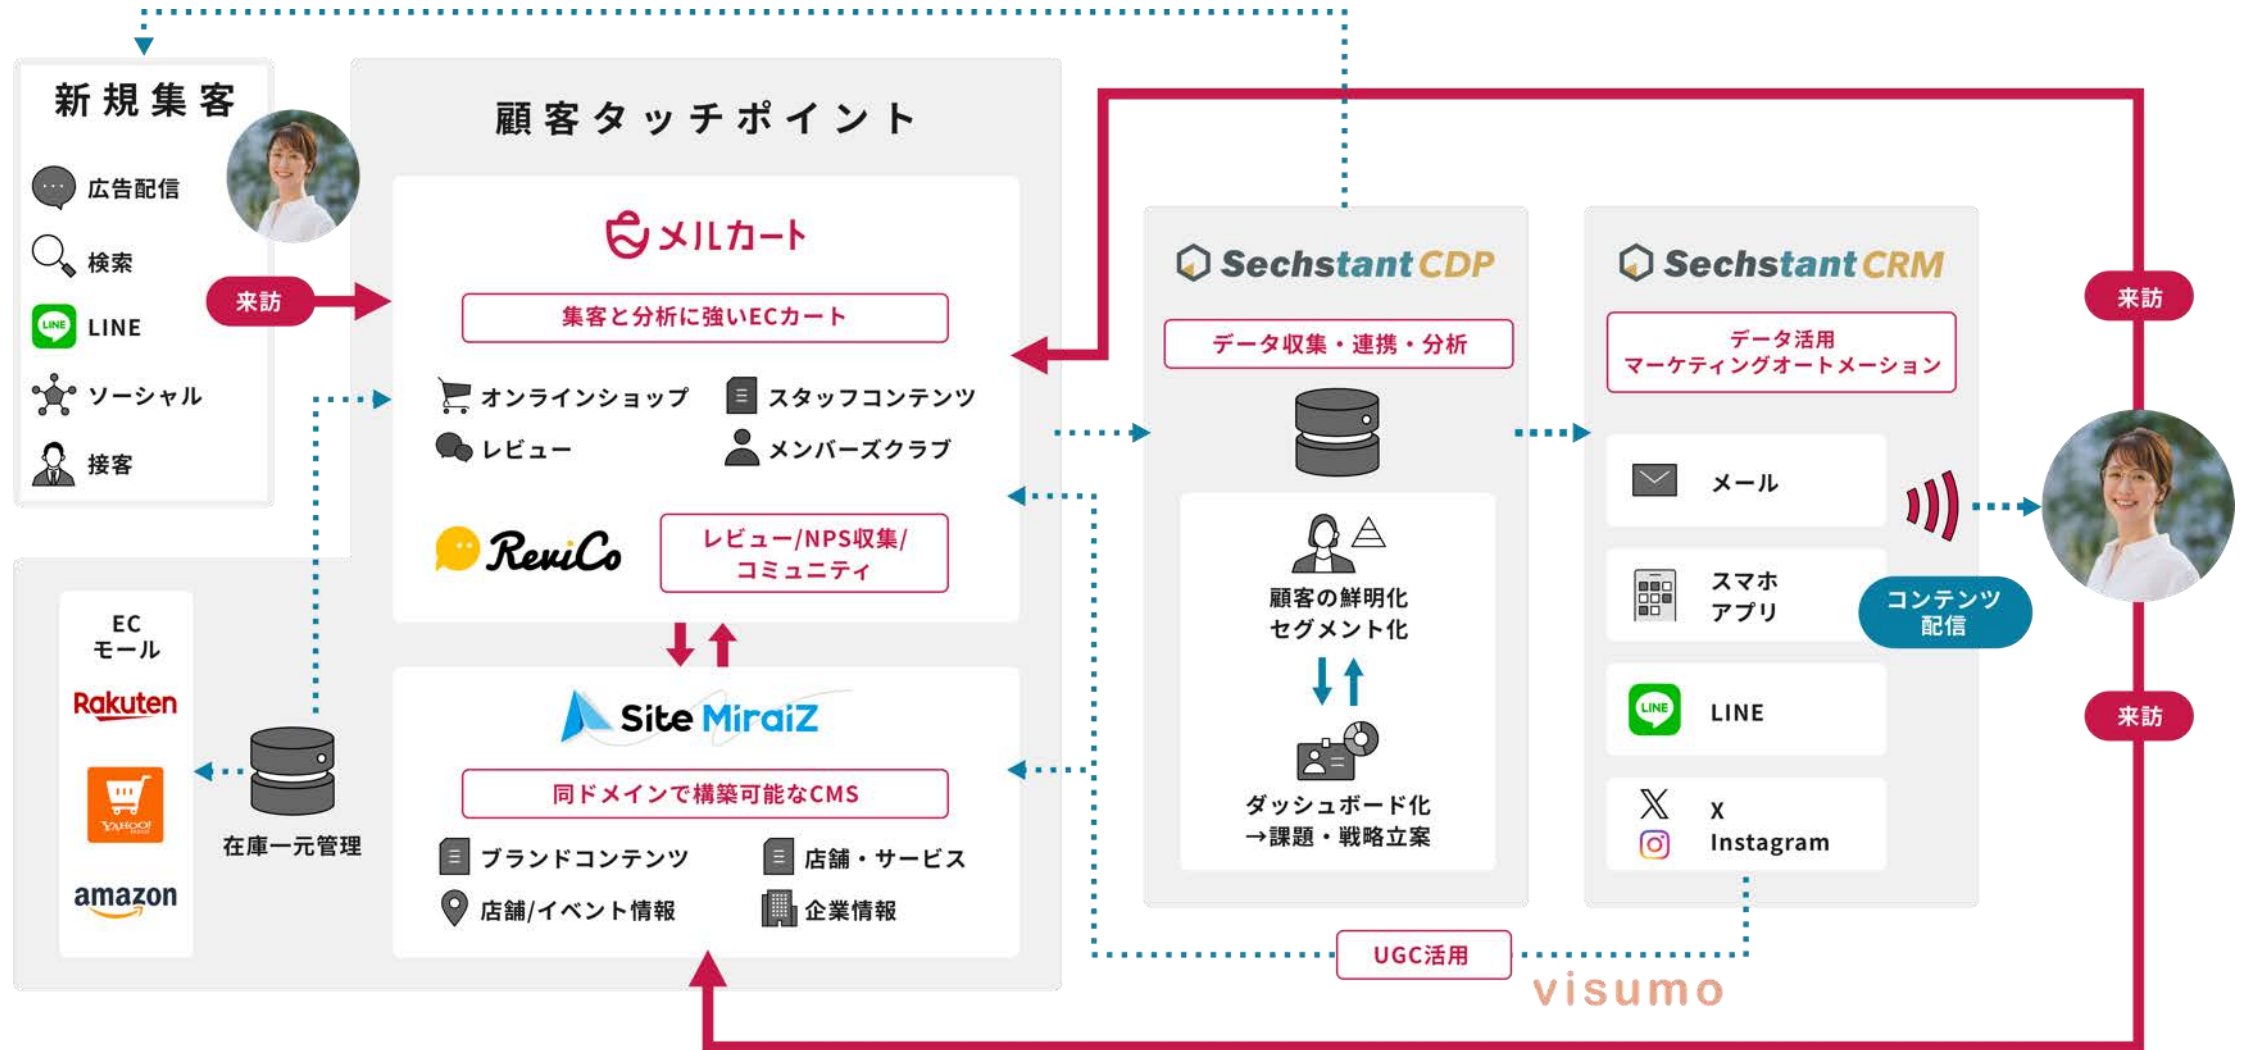 新規集客
広告配信
検索
LINE
LINE
ソーシャル
接客
来訪
顧客タッチポイント
メルカート
集客と分析に強いECカート
オンラインショップ
スタッフコンテンツ
レビュー
メンバーズクラブ
ReviCo
レビュー/NPS収集/
コミュニティ
Site MiraiZ
同ドメインで構築可能なCMS
ブランドコンテンツ
店舗・サービス
店舗/イベント情報
企業情報
EC
モール
Rakuten
YAHOO!
amazon
在庫一元管理
Sechstant CDP
データ収集・連携・分析
顧客の鮮明化
セグメント化
ダッシュボード化
→課題・戦略立案
Sechstant CRM
データ活用
マーケティングオートメーション
メール
スマホ
アプリ
LINE
LINE
X
Instagram
コンテンツ
配信
来訪
来訪
UGC活用
visumo